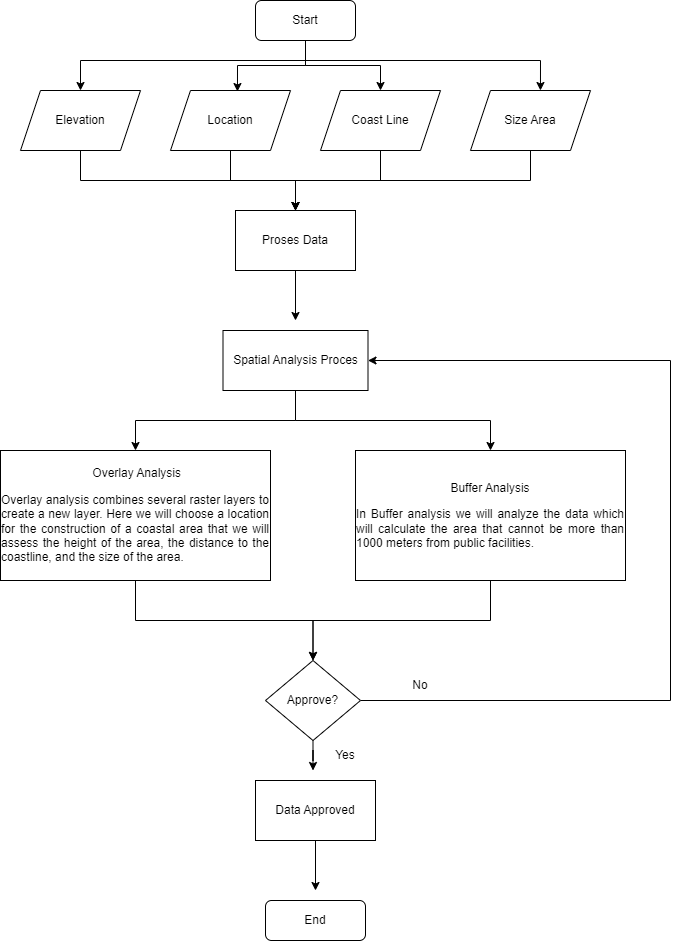 Start
Elevation
Location
Coast Line
Size Area
Proses Data
Spatial Analysis Proces
Overlay Analysis
Overlay analysis combines several raster layers to
create a new layer. Here we will choose a location
for the construction of a coastal area that we will
assess the height of the area, the distance to the
coastline, and the size of the area.
Buffer Analysis
In Buffer analysis we will analyze the data which
will calculate the area that cannot be more than
1000 meters from public facilities.
Approve?
No
Yes
Data Approved
End